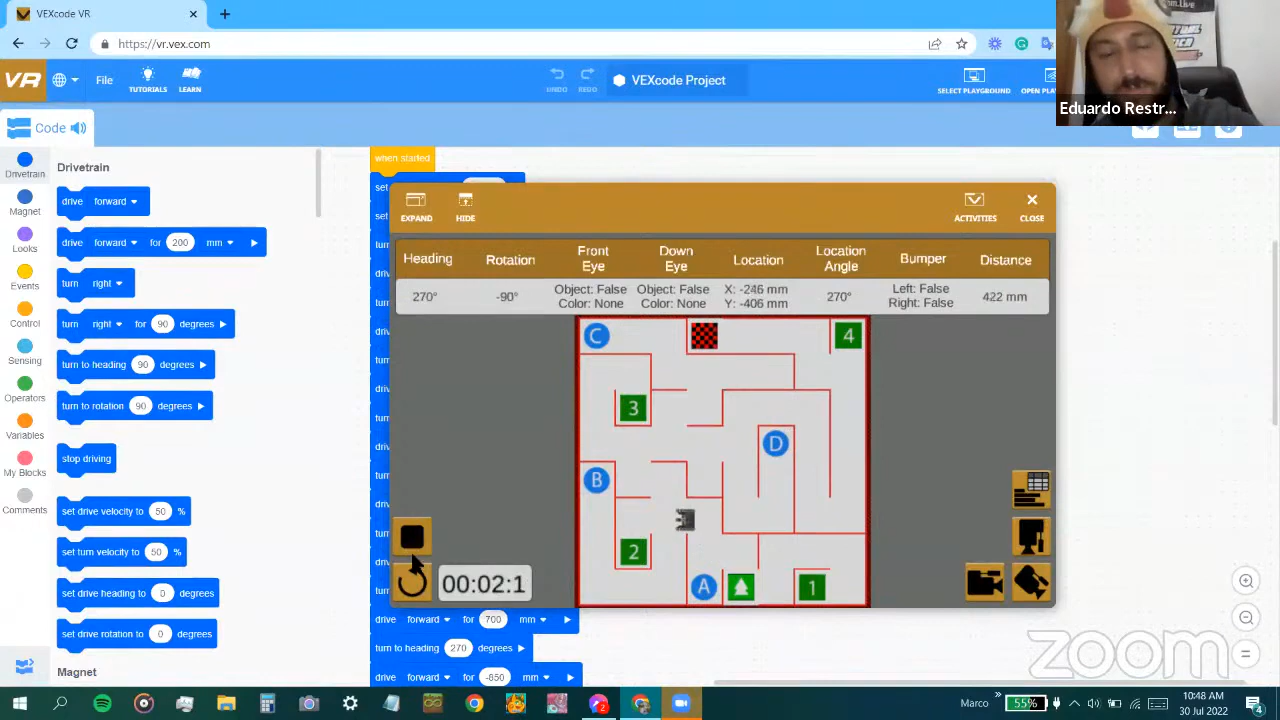 VEXcode VR
https://vr.vex.com
VR
File
TUTORIALS
LEARN
UNDO
REDO
VEXcode Project
SELECT PLAYGROUND
Eduardo Restr...
Code
Drivetrain
Magnet
Looks
Events
Control
Sensing
Operators
Variables
My Blocks
Comments
Drivetrain
drive forward
drive forward for 200 mm
turn right
turn right for 90 degrees
turn to heading 90 degrees
turn to rotation 90 degrees
stop driving
set drive velocity to 50 %
set turn velocity to 50 %
set drive heading to 0 degrees
set drive rotation to 0 degrees
Magnet
when started
set
set
EXPAND
HIDE
ACTIVITIES
CLOSE
Heading
Rotation
Front Eye
Down Eye
Location
Location Angle
Bumper
Distance
270°
-90°
Object: False
Color: None
Object: False
Color: None
X: -246 mm
Y: -406 mm
270°
Left: False
Right: False
422 mm
C
4
3
D
B
2
A
1
00:02:1
drive forward for 700 mm
turn to heading 270 degrees
drive forward for -650 mm
zoom
Marco
55%
10:48 AM
30 Jul 2022
4